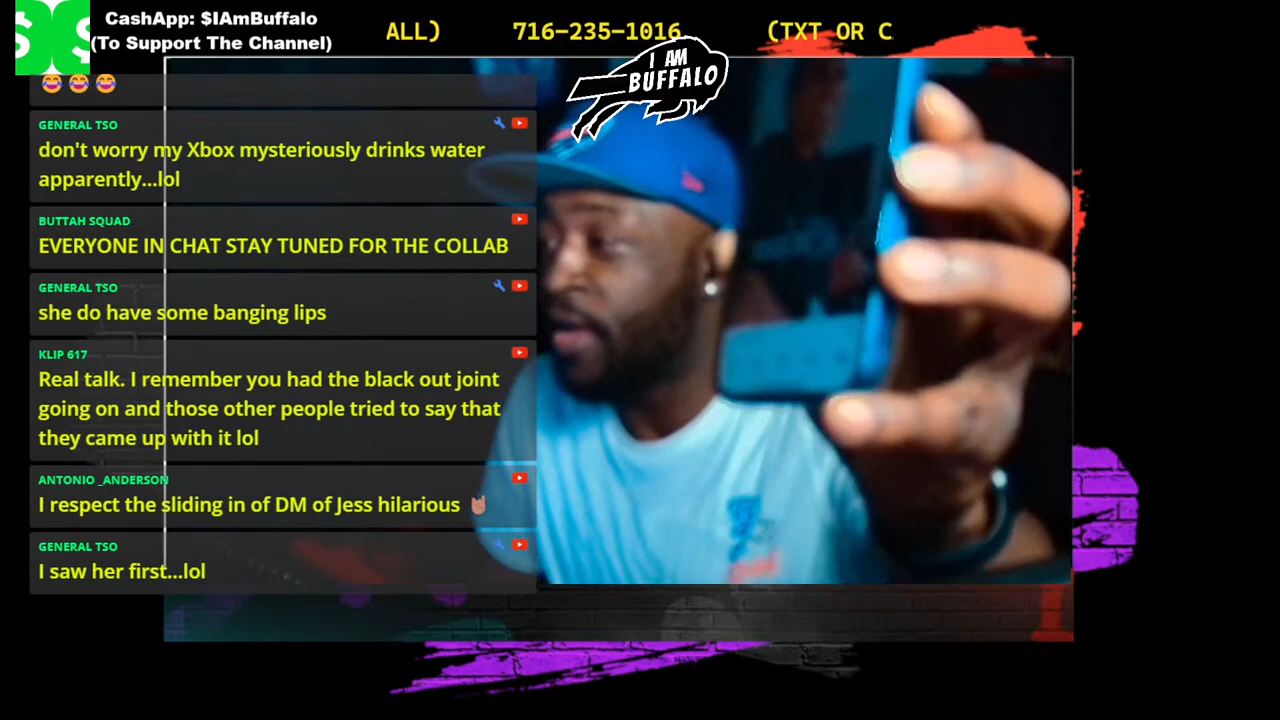 CashApp: $IAmBuffalo
(To Support The Channel)
ALL) 716-235-1016 (TXT OR C
I AM
BUFFALO
GENERAL TSO
don't worry my Xbox mysteriously drinks water
apparently...lol
BUTTAH SQUAD
EVERYONE IN CHAT STAY TUNED FOR THE COLLAB
GENERAL TSO
she do have some banging lips
KLIP 617
Real talk. I remember you had the black out joint
going on and those other people tried to say that
they came up with it lol
ANTONIO _ANDERSON
I respect the sliding in of DM of Jess hilarious 🤘🏽
GENERAL TSO
I saw her first...lol